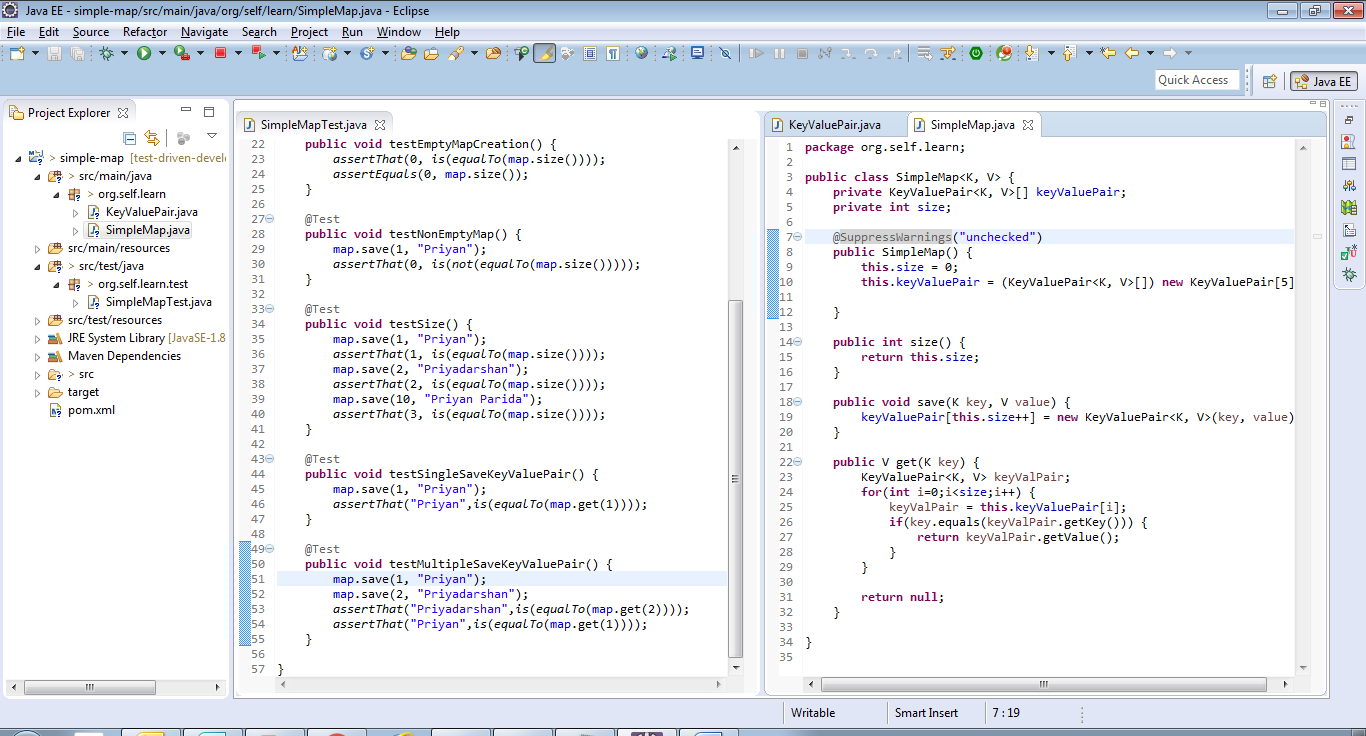 Java EE - simple-map/src/main/java/org/self/learn/SimpleMap.java - Eclipse
File Edit Source Refactor Navigate Search Project Run Window Help
Quick Access
Java EE
Project Explorer
> simple-map [test-driven-devel
> src/main/java
> org.self.learn
> KeyValuePair.java
> SimpleMap.java
src/main/resources
> src/test/java
> org.self.learn.test
> SimpleMapTest.java
src/test/resources
JRE System Library [JavaSE-1.8
Maven Dependencies
> src
target
pom.xml
SimpleMapTest.java
22 public void testEmptyMapCreation() {
23 assertThat(0, is(equalTo(map.size())));
24 assertEquals(0, map.size());
25 }
26
27 @Test
28 public void testNonEmptyMap() {
29 map.save(1, "Priyan");
30 assertThat(0, is(not(equalTo(map.size()))));
31 }
32
33 @Test
34 public void testSize() {
35 map.save(1, "Priyan");
36 assertThat(1, is(equalTo(map.size())));
37 map.save(2, "Priyadarshan");
38 assertThat(2, is(equalTo(map.size())));
39 map.save(10, "Priyan Parida");
40 assertThat(3, is(equalTo(map.size())));
41 }
42
43 @Test
44 public void testSingleSaveKeyValuePair() {
45 map.save(1, "Priyan");
46 assertThat("Priyan",is(equalTo(map.get(1))));
47 }
48
49 @Test
50 public void testMultipleSaveKeyValuePair() {
51 map.save(1, "Priyan");
52 map.save(2, "Priyadarshan");
53 assertThat("Priyadarshan",is(equalTo(map.get(2))));
54 assertThat("Priyan",is(equalTo(map.get(1))));
55 }
56
57 }
KeyValuePair.java
SimpleMap.java
1 package org.self.learn;
2
3 public class SimpleMap<K, V> {
4 private KeyValuePair<K, V>[] keyValuePair;
5 private int size;
6
7 @SuppressWarnings("unchecked")
8 public SimpleMap() {
9 this.size = 0;
10 this.keyValuePair = (KeyValuePair<K, V>[]) new KeyValuePair[5]
11
12 }
13
14 public int size() {
15 return this.size;
16 }
17
18 public void save(K key, V value) {
19 keyValuePair[this.size++] = new KeyValuePair<K, V>(key, value)
20 }
21
22 public V get(K key) {
23 KeyValuePair<K, V> keyValPair;
24 for(int i=0;i<size;i++) {
25 keyValPair = this.keyValuePair[i];
26 if(key.equals(keyValPair.getKey())) {
27 return keyValPair.getValue();
28 }
29 }
30
31 return null;
32 }
33
34 }
35
Writable
Smart Insert
7 : 19